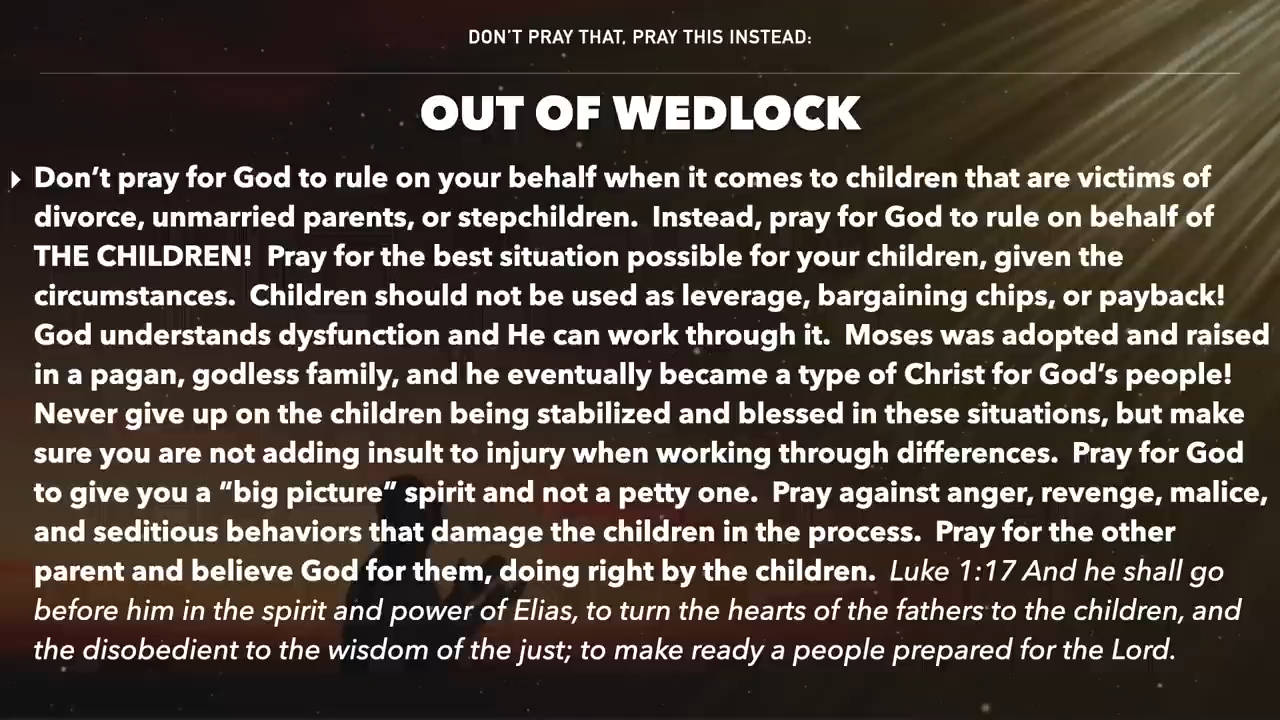 DON'T PRAY THAT, PRAY THIS INSTEAD:
OUT OF WEDLOCK
Don't pray for God to rule on your behalf when it comes to children that are victims of
divorce, unmarried parents, or stepchildren.  Instead, pray for God to rule on behalf of
THE CHILDREN!  Pray for the best situation possible for your children, given the
circumstances.  Children should not be used as leverage, bargaining chips, or payback!
God understands dysfunction and He can work through it.  Moses was adopted and raised
in a pagan, godless family, and he eventually became a type of Christ for God's people!
Never give up on the children being stabilized and blessed in these situations, but make
sure you are not adding insult to injury when working through differences.  Pray for God
to give you a "big picture" spirit and not a petty one.  Pray against anger, revenge, malice,
and seditious behaviors that damage the children in the process.  Pray for the other
parent and believe God for them, doing right by the children.  Luke 1:17 And he shall go
before him in the spirit and power of Elias, to turn the hearts of the fathers to the children, and
the disobedient to the wisdom of the just; to make ready a people prepared for the Lord.